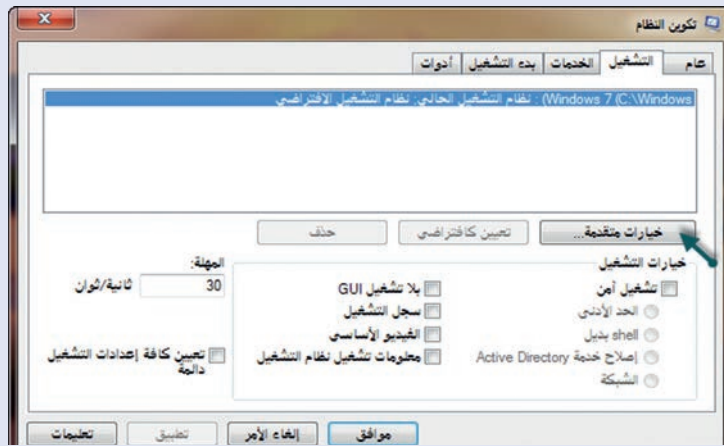 تكوين النظام
عام التشغيل الخدمات بدء التشغيل أدوات
Windows 7 (C:\Windows) : نظام التشغيل الحالي: نظام التشغيل الافتراضي
خيارات متقدمة... تعيين كافتراضي حذف
خيارات التشغيل المهلة:
تشغيل آمن بلا تشغيل GUI 30 ثانية/ثوان
الحد الأدنى سجل التشغيل
shell بديل الفيديو الأساسي
إصلاح خدمة Active Directory معلومات تشغيل نظام التشغيل تعيين كافة إعدادات التشغيل
دائمة
الشبكة
موافق إلغاء الأمر تطبيق تعليمات